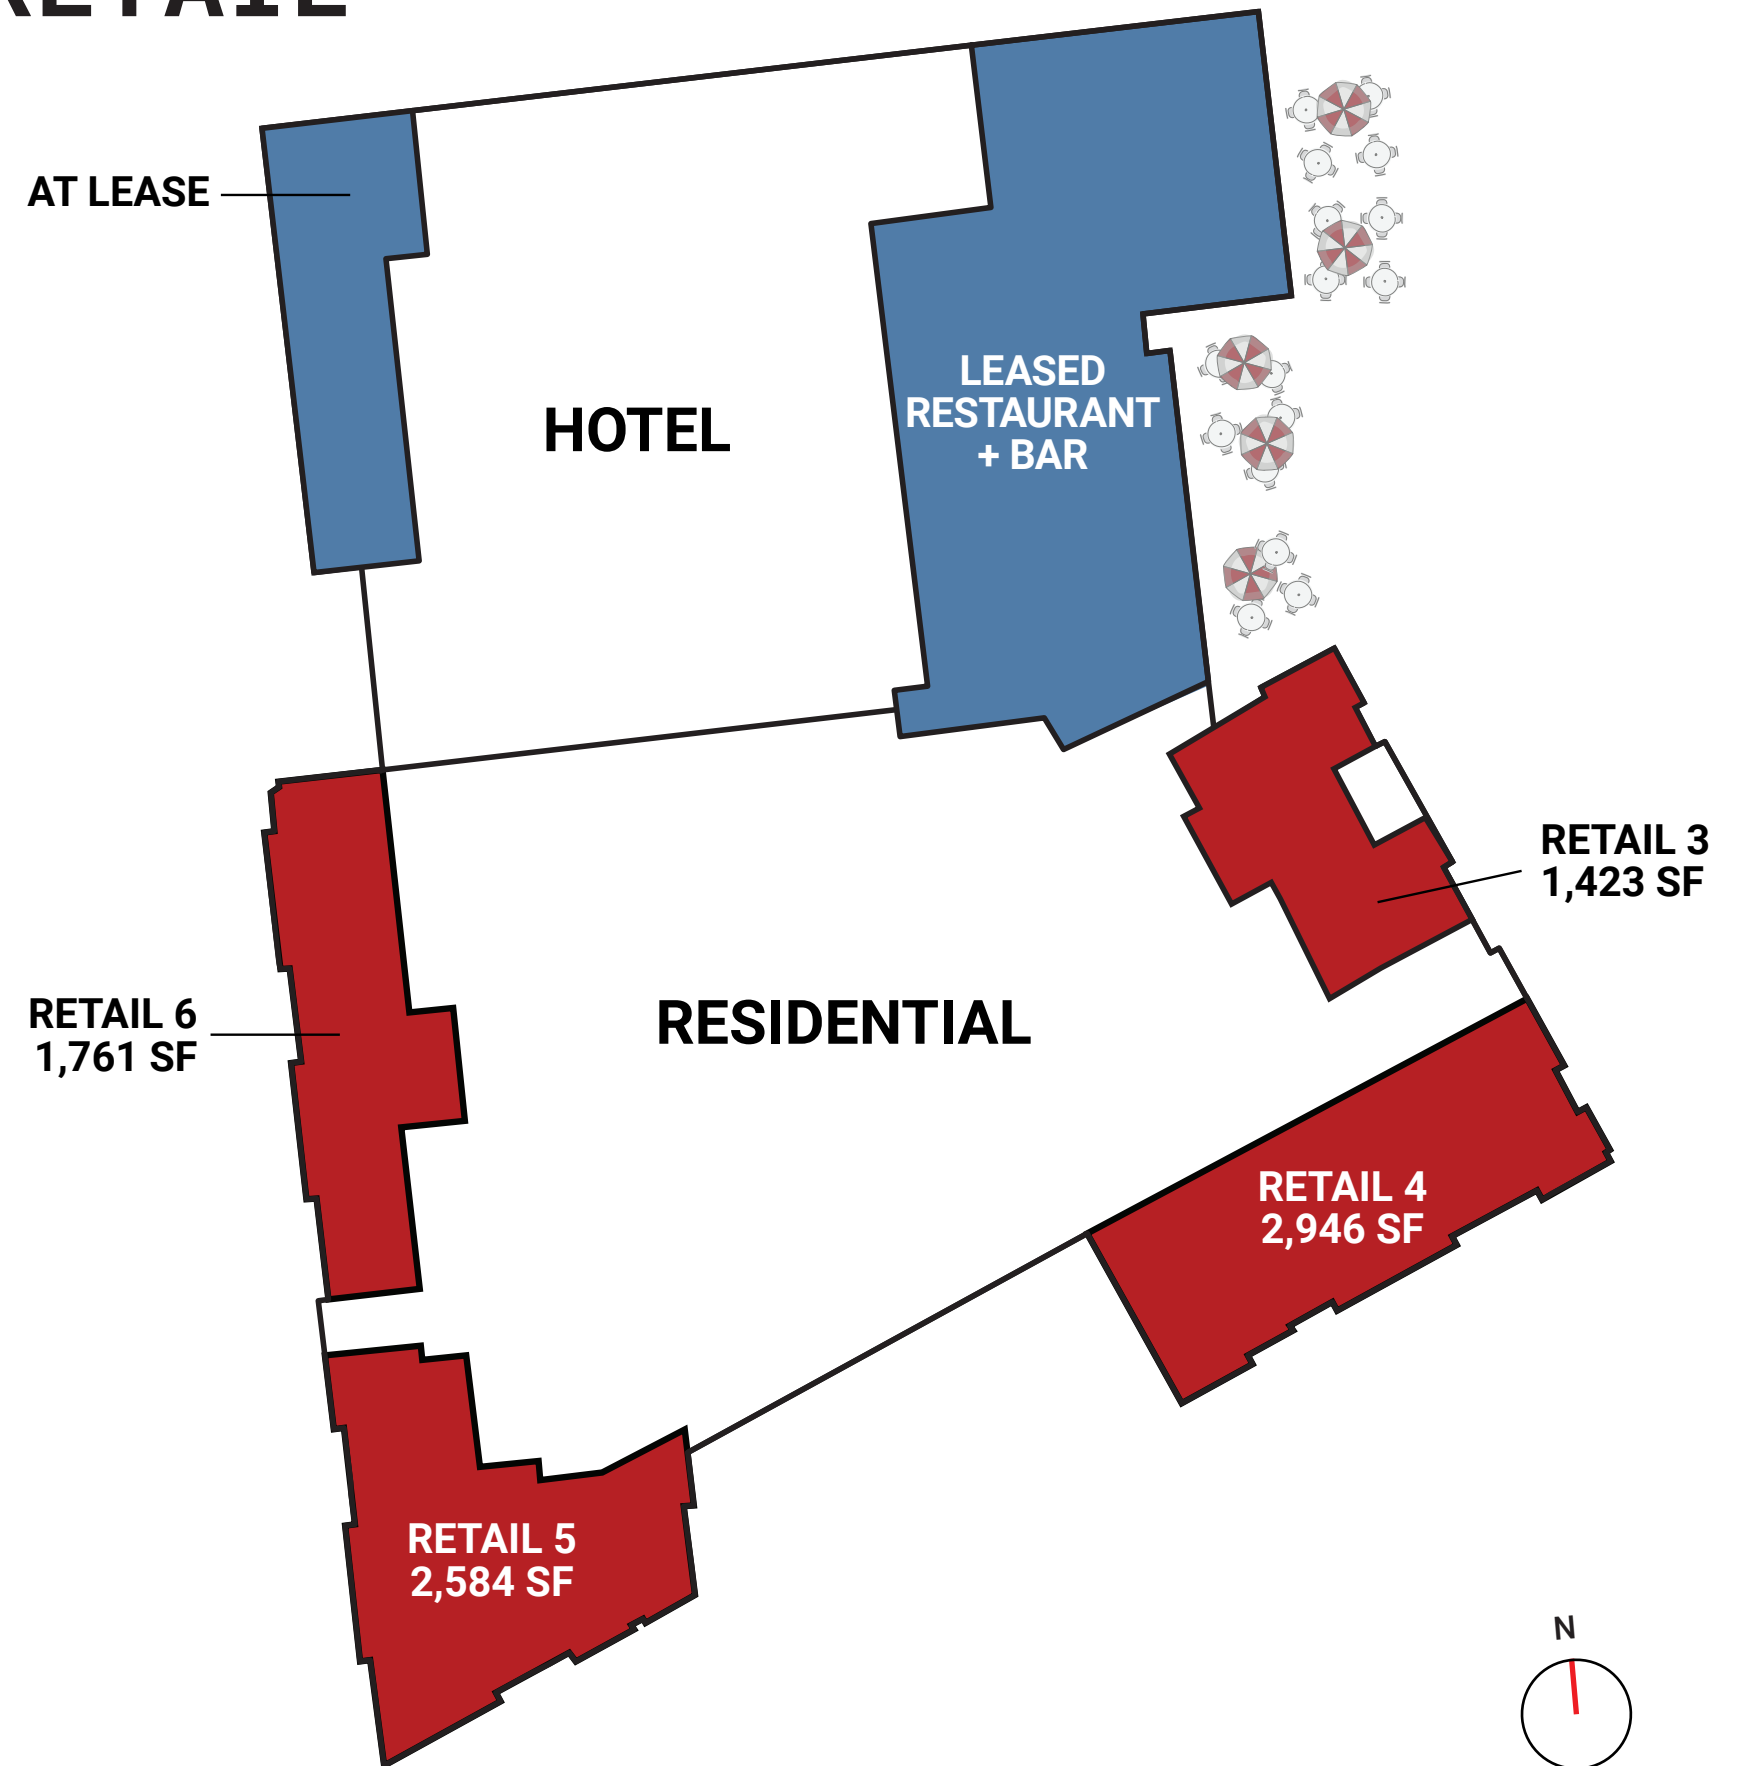 RETAIL
AT LEASE
LEASED
RESTAURANT
+ BAR
HOTEL
RETAIL 3
1,423 SF
RETAIL 6
1,761 SF
RESIDENTIAL
RETAIL 4
2,946 SF
RETAIL 5
2,584 SF
N